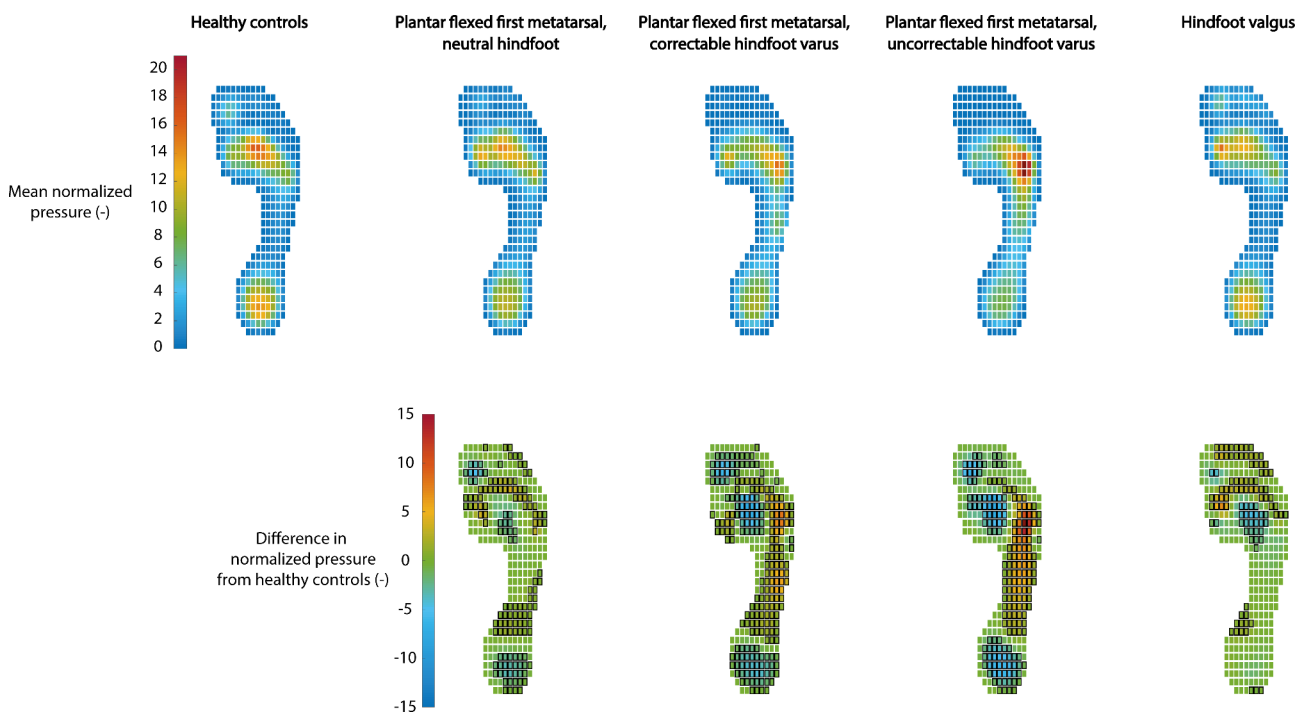 Healthy controls
Plantar flexed first metatarsal,
neutral hindfoot
Plantar flexed first metatarsal,
correctable hindfoot varus
Plantar flexed first metatarsal,
uncorrectable hindfoot varus
Hindfoot valgus
Mean normalized
pressure (-)
20
18
16
14
12
10
8
6
4
2
0
Difference in
normalized pressure
from healthy controls (-)
15
10
5
0
-5
-10
-15